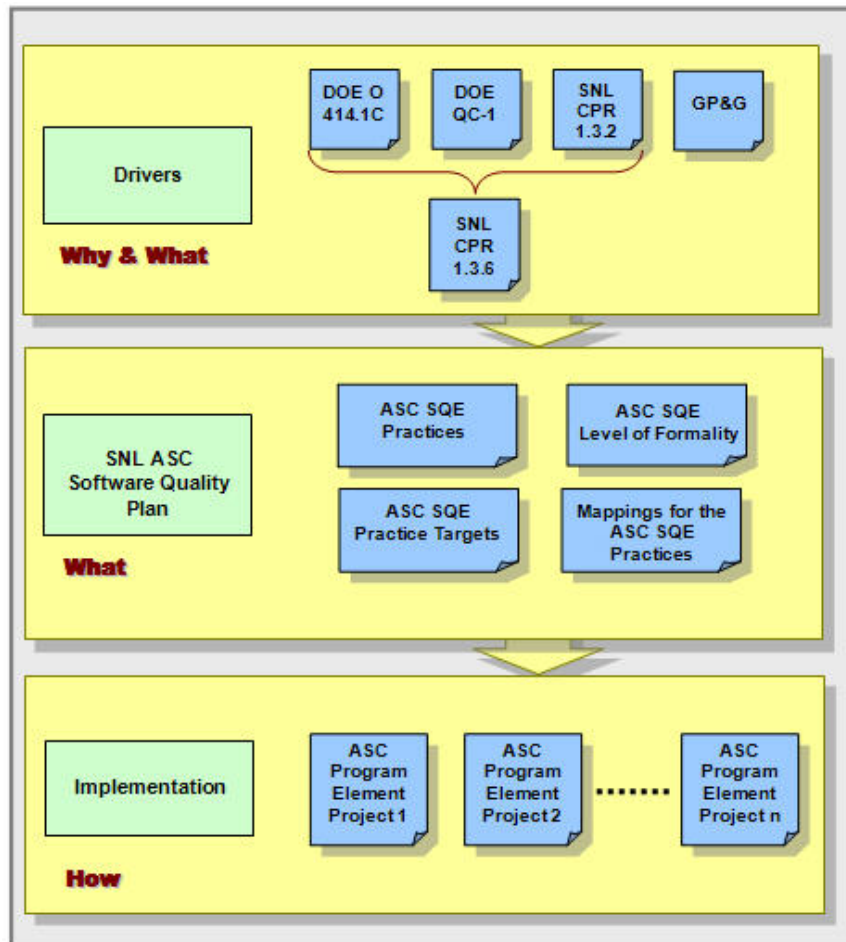 DOE O
414.1C
DOE
QC-1
SNL
CPR
1.3.2
GP&G
Drivers
Why & What
SNL
CPR
1.3.6
SNL ASC
Software Quality
Plan
What
ASC SQE
Practices
ASC SQE
Level of Formality
ASC SQE
Practice Targets
Mappings for the
ASC SQE
Practices
Implementation
How
ASC
Program
Element
Project 1
ASC
Program
Element
Project 2
ASC
Program
Element
Project n